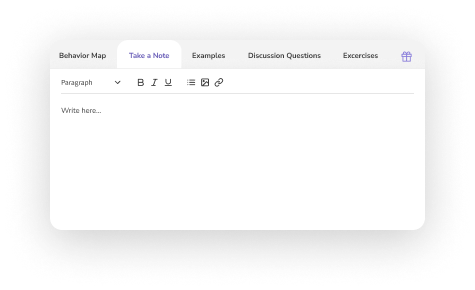 Behavior Map Take a Note Examples Discussion Questions Excercises
Paragraph B I U
Write here...